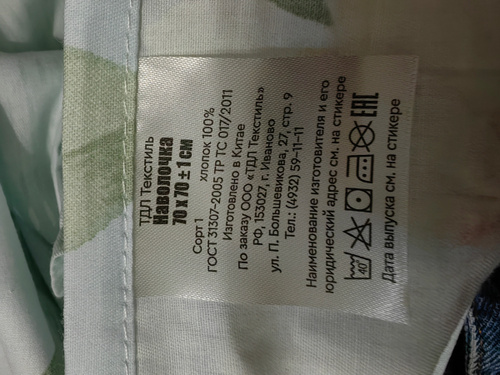 ТДЛ Текстиль
Наволочка
70 х 70 ± 1 см
Сорт 1 хлопок 100%
ГОСТ 31307-2005 ТР ТС 017/2011
Изготовлено в Китае
По заказу ООО «ТДЛ Текстиль»
РФ, 153027, г. Иваново
ул. П. Большевикова, 27, стр. 9
Тел.: (4932) 59-11-11
Наименование изготовителя и его
юридический адрес см. на стикере
40° EAC
Дата выпуска см. на стикере